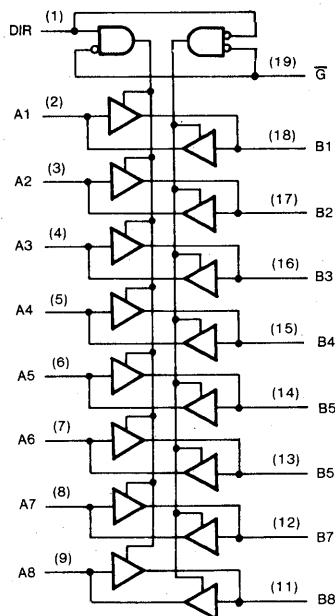 (1)
DIR
(19)
G̅
(2)
A1
(18)
B1
(3)
A2
(17)
B2
(4)
A3
(16)
B3
(5)
A4
(15)
B4
(6)
A5
(14)
B5
(7)
A6
(13)
B5
(8)
A7
(12)
B7
(9)
A8
(11)
B8